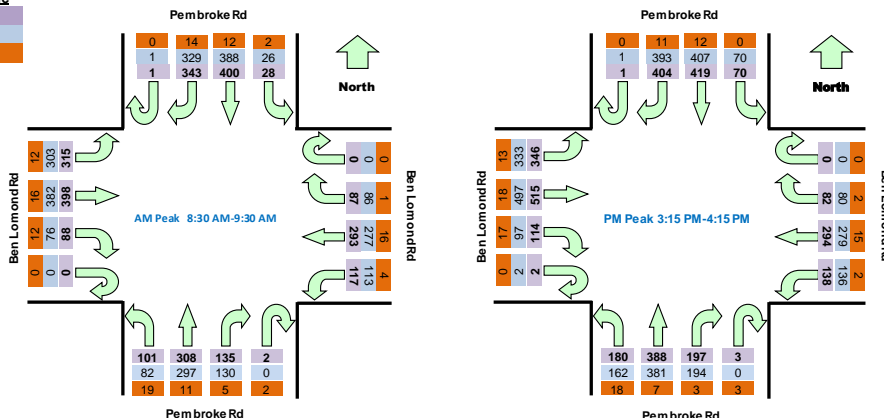 Pembroke Rd
0 14 12 2
1 329 388 26
1 343 400 28
North
Ben Lomond Rd
12 303 315
16 382 398
12 76 88
0 0 0
AM Peak 8:30 AM-9:30 AM
0 0 0
87 86 1
293 277 16
117 113 4
Ben Lomond Rd
101 308 135 2
82 297 130 0
19 11 5 2
Pembroke Rd
Pembroke Rd
0 11 12 0
1 393 407 70
1 404 419 70
North
Ben Lomond Rd
13 333 346
18 497 515
17 97 114
0 2 2
PM Peak 3:15 PM-4:15 PM
0 0 0
82 80 2
294 279 15
138 136 2
Ben Lomond Rd
180 388 197 3
162 381 194 0
18 7 3 3
Pembroke Rd